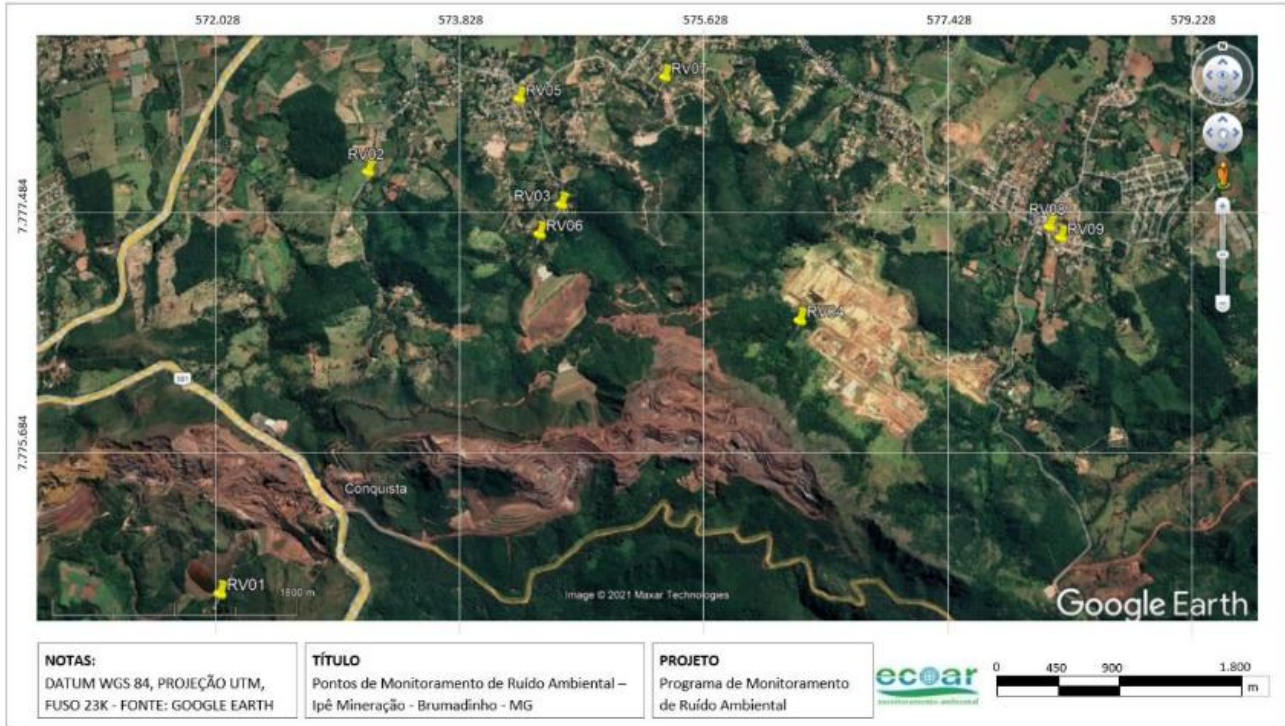 572.028 573.828 575.628 577.428 579.228
N
RV07
RV05
RV02
RV03
7.777.484
RV06
RV08
RV09
RV04
381
7.775.684
Conquista
RV01
1800 m
Image © 2021 Maxar Technologies
Google Earth
NOTAS:
DATUM WGS 84, PROJEÇÃO UTM,
FUSO 23K - FONTE: GOOGLE EARTH
TÍTULO
Pontos de Monitoramento de Ruído Ambiental –
Ipê Mineração - Brumadinho - MG
PROJETO
Programa de Monitoramento
de Ruído Ambiental
ecoar
monitoramento ambiental
0 450 900 1.800
m